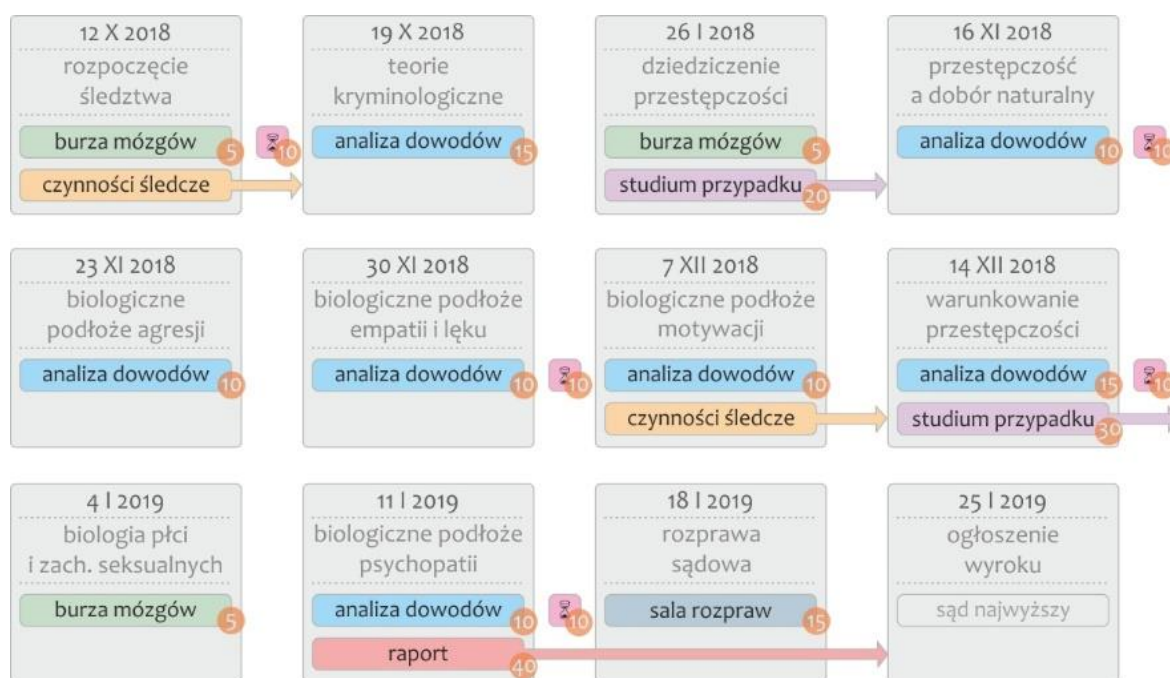 12 X 2018
rozpoczęcie
śledztwa
burza mózgów
5
10
czynności śledcze
19 X 2018
teorie
kryminologiczne
analiza dowodów
15
26 I 2018
dziedziczenie
przestępczości
burza mózgów
5
studium przypadku
20
16 XI 2018
przestępczość
a dobór naturalny
analiza dowodów
10
10
23 XI 2018
biologiczne
podłoże agresji
analiza dowodów
10
30 XI 2018
biologiczne podłoże
empatii i lęku
analiza dowodów
10
10
7 XII 2018
biologiczne podłoże
motywacji
analiza dowodów
10
czynności śledcze
14 XII 2018
warunkowanie
przestępczości
analiza dowodów
15
10
studium przypadku
30
4 I 2019
biologia płci
i zach. seksualnych
burza mózgów
5
11 I 2019
biologiczne podłoże
psychopatii
analiza dowodów
10
10
raport
40
18 I 2019
rozprawa
sądowa
sala rozpraw
15
25 I 2019
ogłoszenie
wyroku
sąd najwyższy